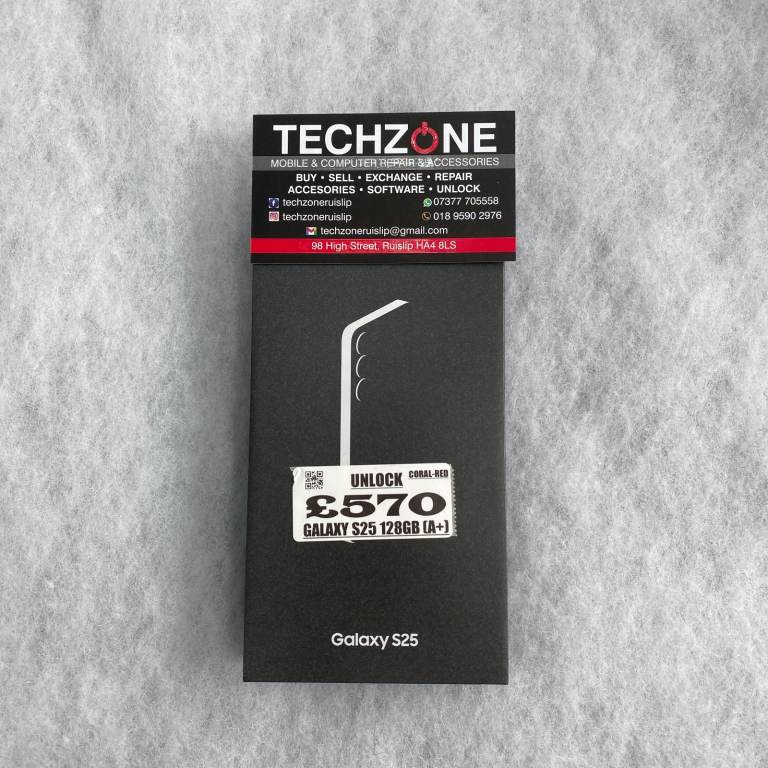 TECHZONE
MOBILE & COMPUTER REPAIR & ACCESSORIES
BUY • SELL • EXCHANGE • REPAIR
ACCESORIES • SOFTWARE • UNLOCK
techzoneruislip 07377 705558
techzoneruislip 018 9590 2976
techzoneruislip@gmail.com
98 High Street, Ruislip HA4 8LS
UNLOCK CORAL-RED
£570
GALAXY S25 128GB (A+)
Galaxy S25